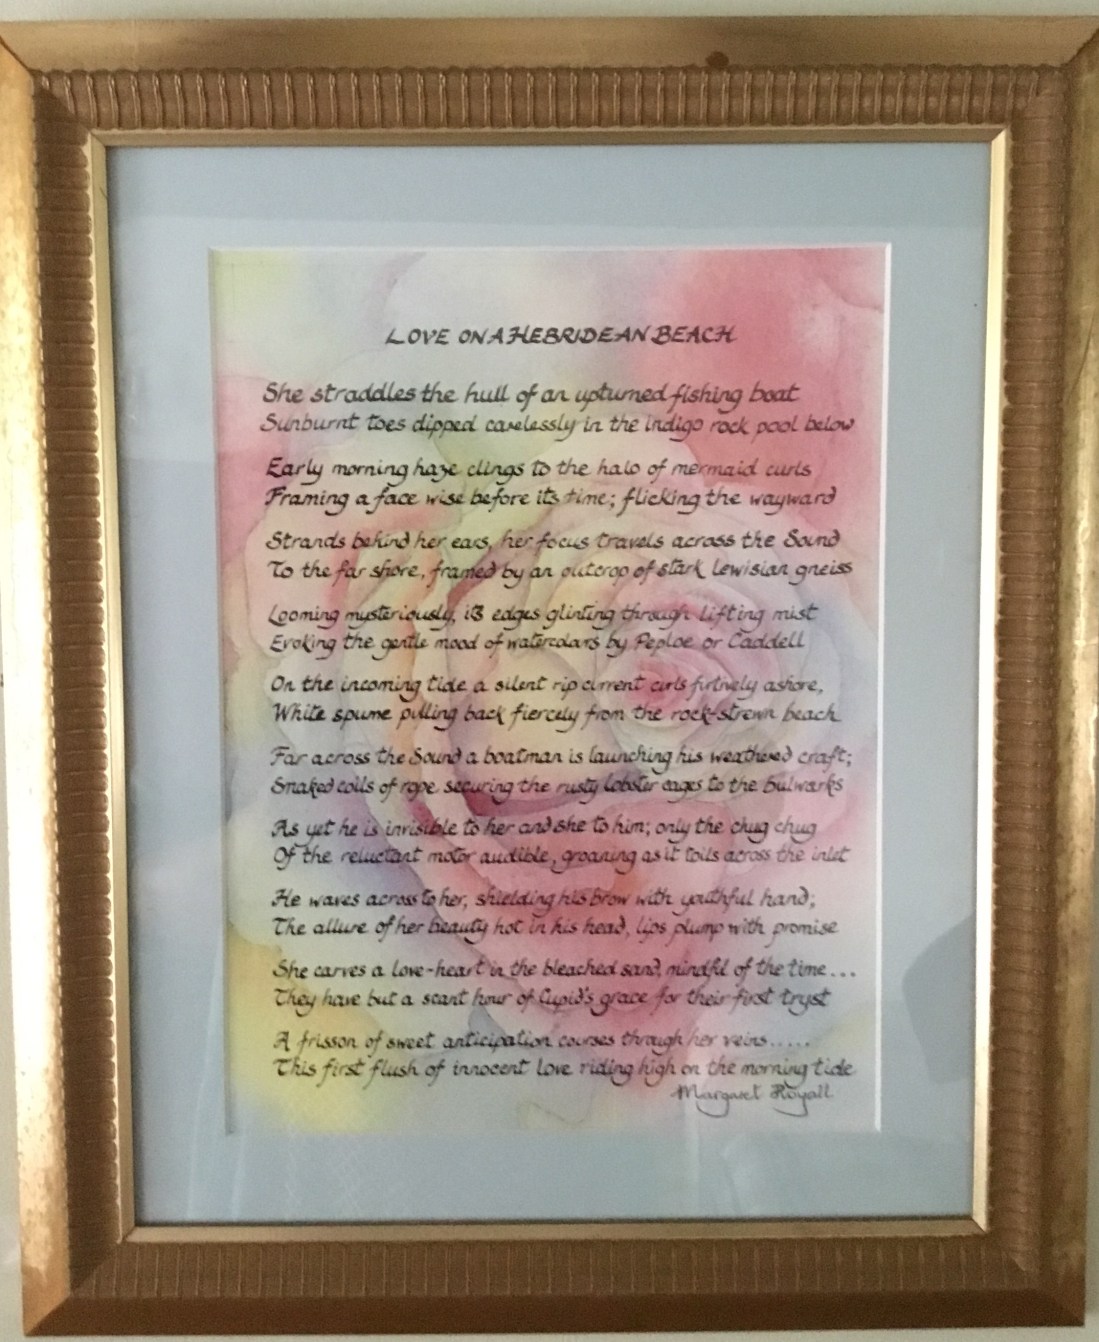 LOVE ON A HEBRIDEAN BEACH
She straddles the hull of an upturned fishing boat
Sunburnt toes dipped carelessly in the indigo rock pool below
Early morning haze clings to the halo of mermaid curls
Framing a face wise before its time; flicking the wayward
Strands behind her ears, her focus travels across the Sound
To the far shore, framed by an outcrop of stark Lewisian gneiss
Looming mysteriously, its edges glinting through lifting mist
Evoking the gentle mood of watercolours by Peploe or Caddell
On the incoming tide a silent rip current curls furtively ashore,
White spume pulling back fiercely from the rock-strewn beach
Far across the Sound a boatman is launching his weathered craft;
Snaked coils of rope securing the rusty lobster cages to the bulwarks
As yet he is invisible to her and she to him; only the chug chug
Of the reluctant motor audible, groaning as it toils across the inlet
He waves across to her, shielding his brow with youthful hand;
The allure of her beauty hot in his head, lips plump with promise
She carves a love-heart in the bleached sand, mindful of the time...
They have but a scant hour of Cupid's grace for their first tryst
A frisson of sweet anticipation courses through her veins.....
This first flush of innocent love riding high on the morning tide
Margaret Royall